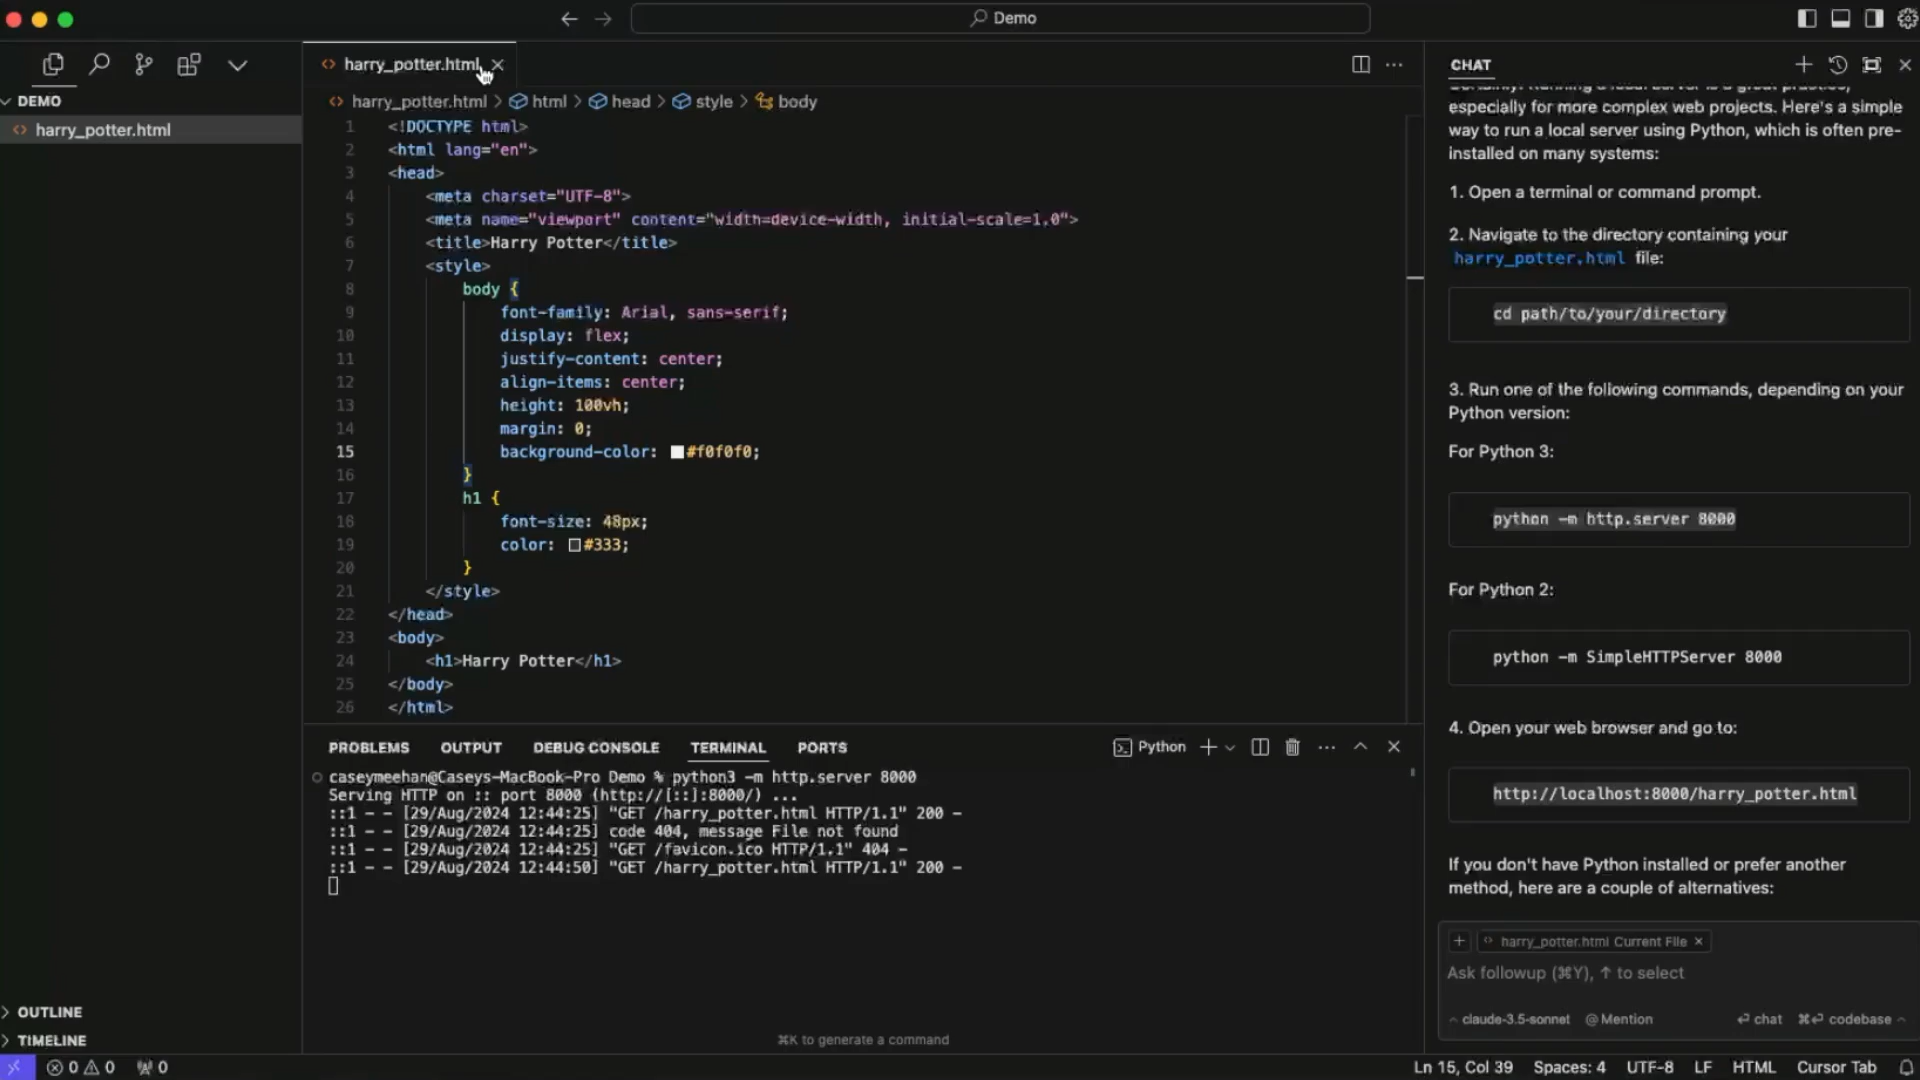 Demo
harry_potter.html
CHAT
DEMO
harry_potter.html
harry_potter.html > html > head > style > body
1 <!DOCTYPE html>
2 <html lang="en">
3 <head>
4 <meta charset="UTF-8">
5 <meta name="viewport" content="width=device-width, initial-scale=1.0">
6 <title>Harry Potter</title>
7 <style>
8 body {
9 font-family: Arial, sans-serif;
10 display: flex;
11 justify-content: center;
12 align-items: center;
13 height: 100vh;
14 margin: 0;
15 background-color: #f0f0f0;
16 }
17 h1 {
18 font-size: 48px;
19 color: #333;
20 }
21 </style>
22 </head>
23 <body>
24 <h1>Harry Potter</h1>
25 </body>
26 </html>
PROBLEMS OUTPUT DEBUG CONSOLE TERMINAL PORTS Python
caseymeehan@Caseys-MacBook-Pro Demo % python3 -m http.server 8000
Serving HTTP on :: port 8000 (http://[::]:8000/) ...
::1 - - [29/Aug/2024 12:44:25] "GET /harry_potter.html HTTP/1.1" 200 -
::1 - - [29/Aug/2024 12:44:25] code 404, message File not found
::1 - - [29/Aug/2024 12:44:25] "GET /favicon.ico HTTP/1.1" 404 -
::1 - - [29/Aug/2024 12:44:50] "GET /harry_potter.html HTTP/1.1" 200 -
⌘K to generate a command
especially for more complex web projects. Here's a simple
way to run a local server using Python, which is often pre-
installed on many systems:
1. Open a terminal or command prompt.
2. Navigate to the directory containing your
harry_potter.html file:
cd path/to/your/directory
3. Run one of the following commands, depending on your
Python version:
For Python 3:
python -m http.server 8000
For Python 2:
python -m SimpleHTTPServer 8000
4. Open your web browser and go to:
http://localhost:8000/harry_potter.html
If you don't have Python installed or prefer another
method, here are a couple of alternatives:
harry_potter.html Current File ×
Ask followup (⌘Y), ↑ to select
claude-3.5-sonnet @ Mention ⏎ chat ⌘⏎ codebase
OUTLINE
TIMELINE
0 0 0
Ln 15, Col 39 Spaces: 4 UTF-8 LF HTML Cursor Tab